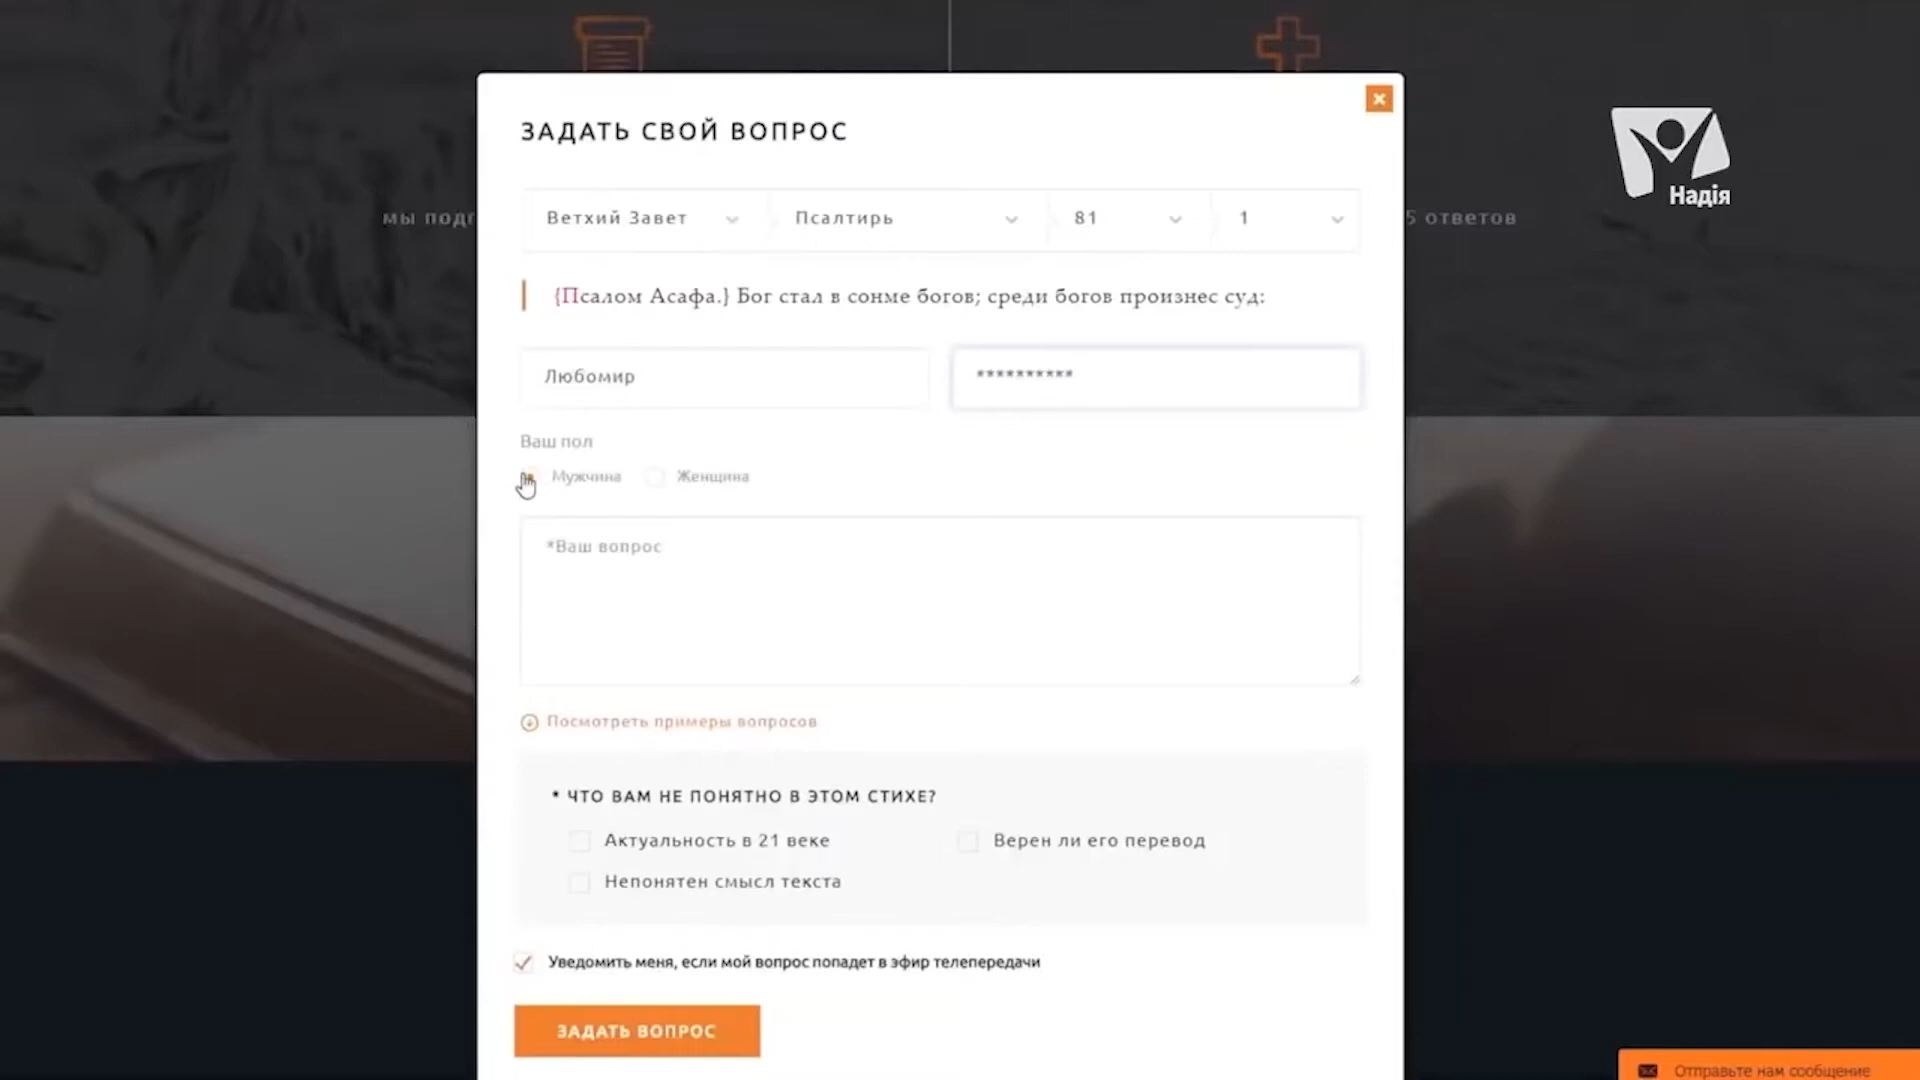 ЗАДАТЬ СВОЙ ВОПРОС
Надія
Ветхий Завет Псалтирь 81 1
мы 5 ответов
{Псалом Асафа.} Бог стал в сонме богов; среди богов произнес суд:
Любомир **********
Ваш пол
Мужчина Женщина
*Ваш вопрос
Посмотреть примеры вопросов
* ЧТО ВАМ НЕ ПОНЯТНО В ЭТОМ СТИХЕ?
Актуальность в 21 веке Верен ли его перевод
Непонятен смысл текста
Уведомить меня, если мой вопрос попадет в эфир телепередачи
ЗАДАТЬ ВОПРОС
Отправьте нам сообщение